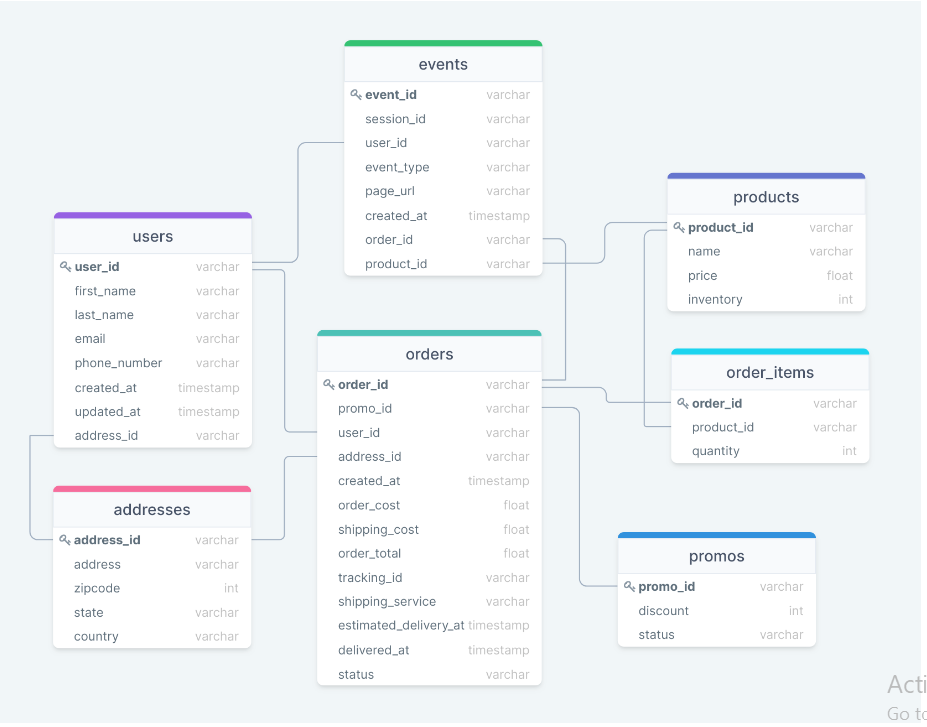 events
event_id varchar
session_id varchar
user_id varchar
event_type varchar
page_url varchar
created_at timestamp
order_id varchar
product_id varchar
products
product_id varchar
name varchar
price float
inventory int
users
user_id varchar
first_name varchar
last_name varchar
email varchar
phone_number varchar
created_at timestamp
updated_at timestamp
address_id varchar
orders
order_id varchar
promo_id varchar
user_id varchar
address_id varchar
created_at timestamp
order_cost float
shipping_cost float
order_total float
tracking_id varchar
shipping_service varchar
estimated_delivery_at timestamp
delivered_at timestamp
status varchar
order_items
order_id varchar
product_id varchar
quantity int
addresses
address_id varchar
address varchar
zipcode int
state varchar
country varchar
promos
promo_id varchar
discount int
status varchar
Acti
Go to